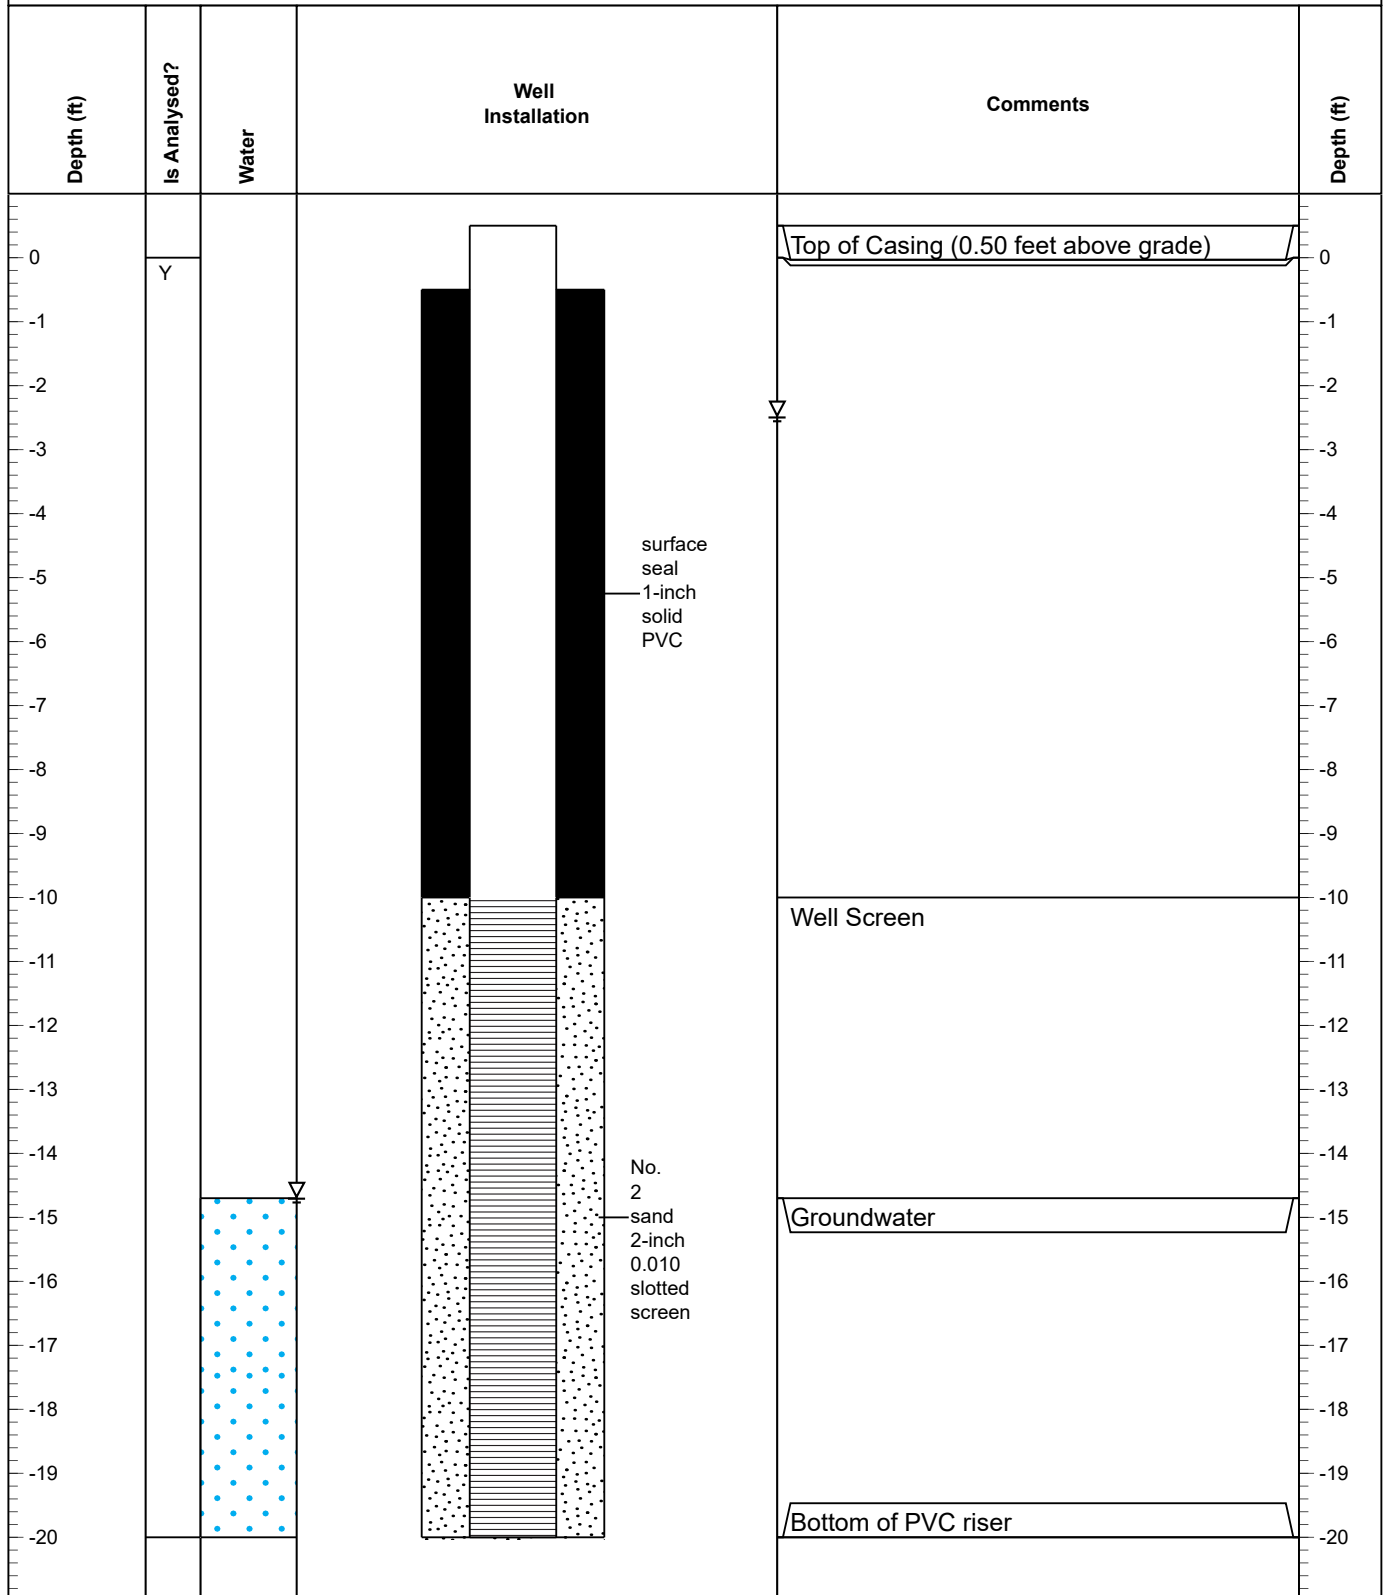 Depth (ft)
Is Analysed?
Water
Well
Installation
Comments
Depth (ft)
0
Y
Top of Casing (0.50 feet above grade)
0
-1
-1
-2
-2
-3
-3
-4
-4
surface
seal
1-inch
solid
PVC
-5
-5
-6
-6
-7
-7
-8
-8
-9
-9
-10
-10
Well Screen
-11
-11
-12
-12
-13
-13
-14
-14
No.
2
sand
2-inch
0.010
slotted
screen
-15
Groundwater
-15
-16
-16
-17
-17
-18
-18
-19
-19
-20
Bottom of PVC riser
-20